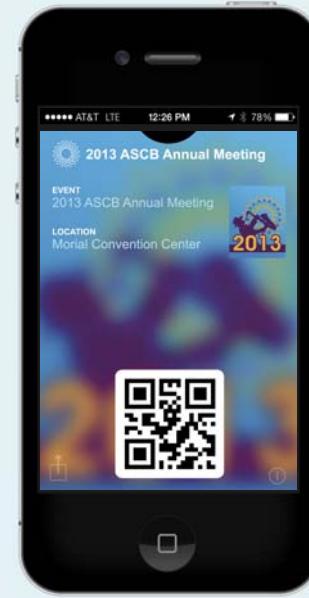 AT&T LTE 12:26 PM 78%
2013 ASCB Annual Meeting
EVENT
2013 ASCB Annual Meeting
LOCATION
Morial Convention Center
2013